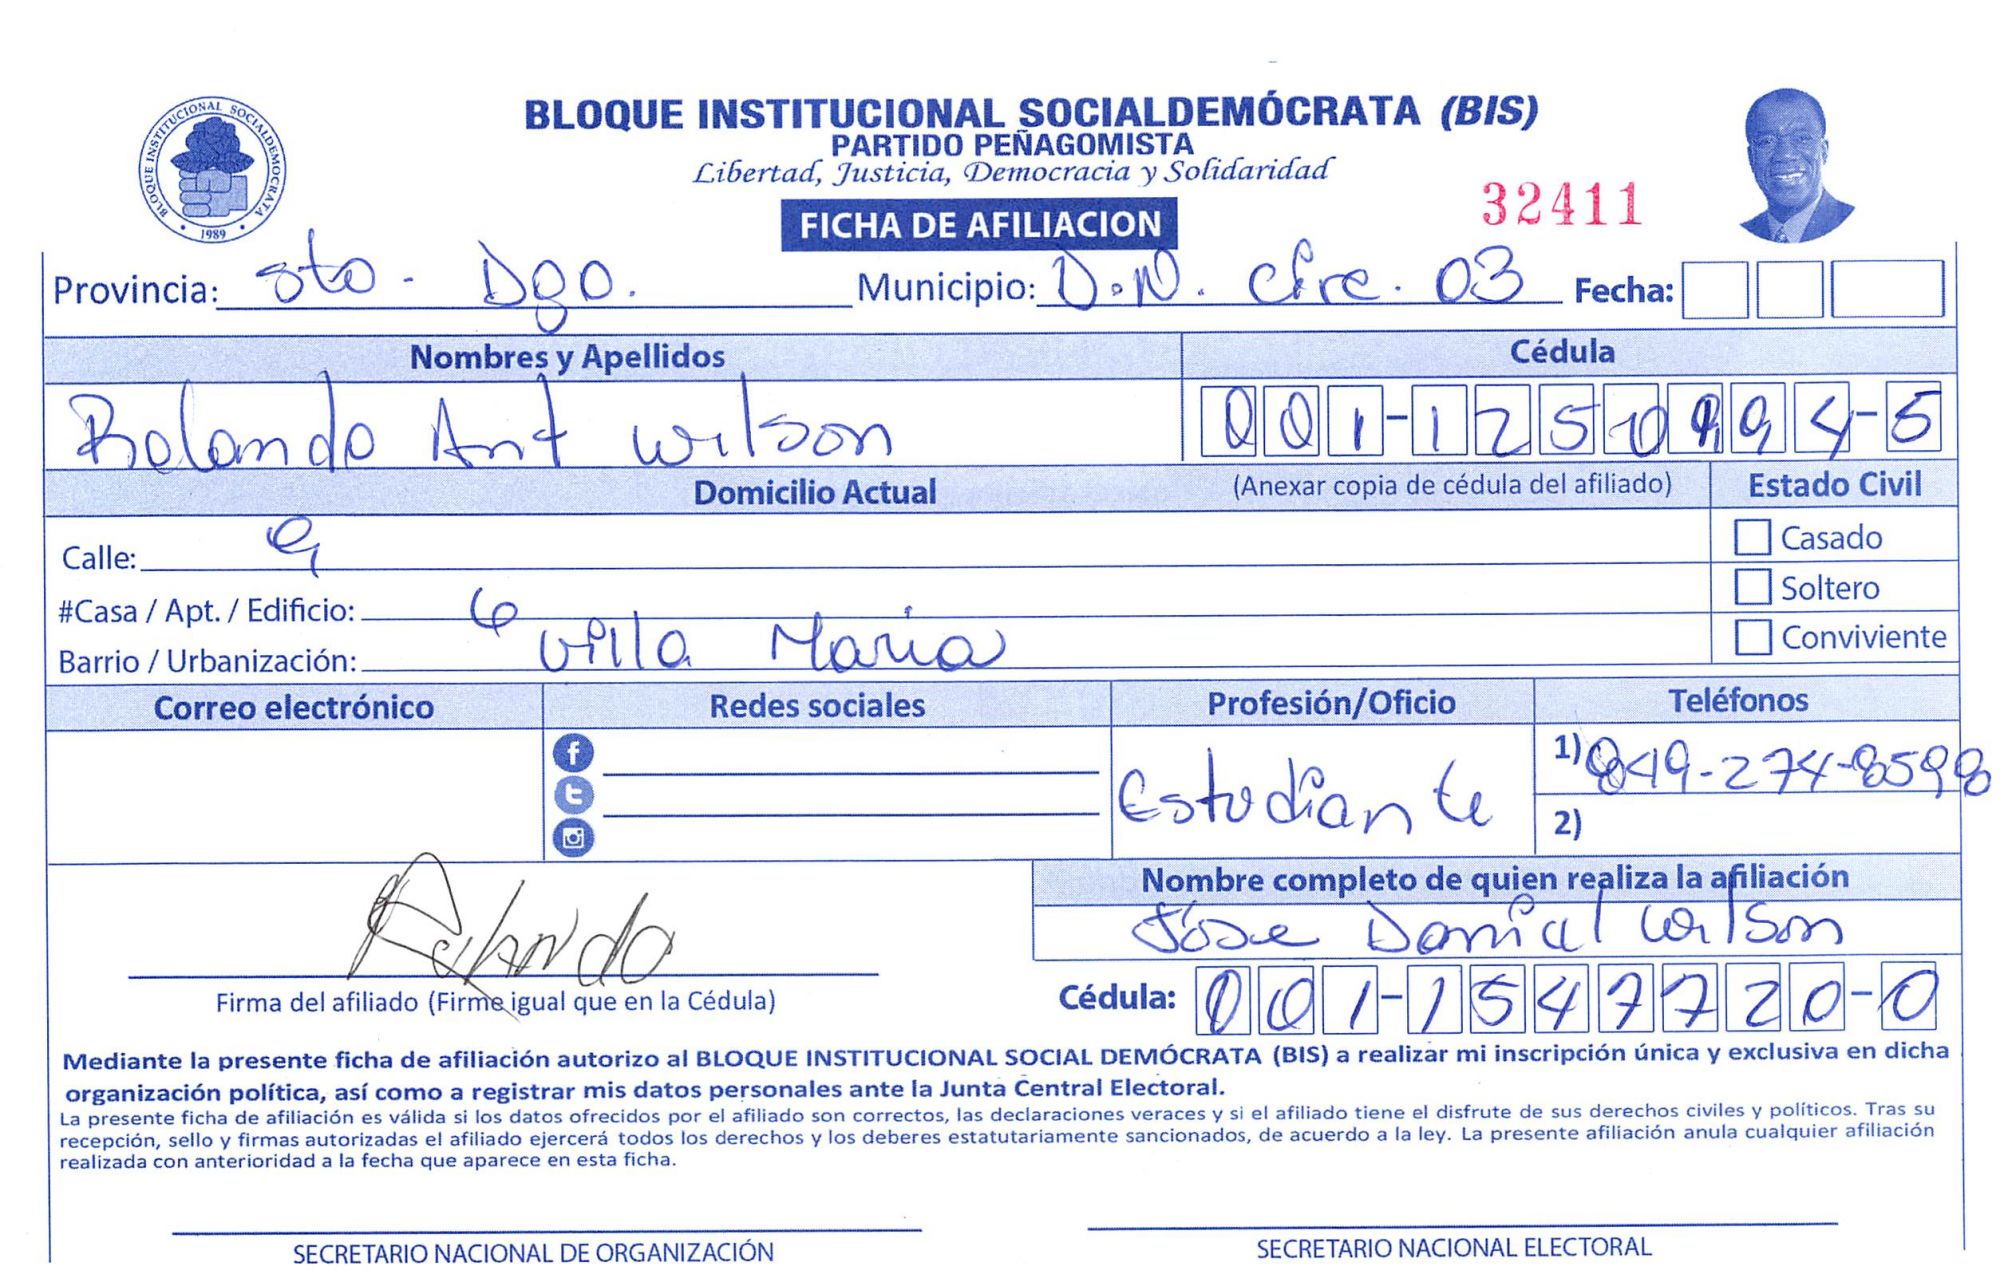 BLOQUE INSTITUCIONAL SOCIALDEMOCRATA
1989
BLOQUE INSTITUCIONAL SOCIALDEMÓCRATA (BIS)
PARTIDO PEÑAGOMISTA
Libertad, Justicia, Democracia y Solidaridad
32411
FICHA DE AFILIACION
Provincia: Sto. Dgo. Municipio: D.N. Circ. 03 Fecha:
Nombres y Apellidos Cédula
Rolando Ant Wilson 001-1250994-5
Domicilio Actual (Anexar copia de cédula del afiliado) Estado Civil
Calle: Casado
#Casa / Apt. / Edificio: 6 Soltero
Barrio / Urbanización: Villa Maria Conviviente
Correo electrónico Redes sociales Profesión/Oficio Teléfonos
Estudiante 1) 849-274-8598
2)
Nombre completo de quien realiza la afiliación
Jose Danial Wilson
Rolando
Firma del afiliado (Firme igual que en la Cédula) Cédula: 001-1547720-0
Mediante la presente ficha de afiliación autorizo al BLOQUE INSTITUCIONAL SOCIAL DEMÓCRATA (BIS) a realizar mi inscripción única y exclusiva en dicha
organización política, así como a registrar mis datos personales ante la Junta Central Electoral.
La presente ficha de afiliación es válida si los datos ofrecidos por el afiliado son correctos, las declaraciones veraces y si el afiliado tiene el disfrute de sus derechos civiles y políticos. Tras su
recepción, sello y firmas autorizadas el afiliado ejercerá todos los derechos y los deberes estatutariamente sancionados, de acuerdo a la ley. La presente afiliación anula cualquier afiliación
realizada con anterioridad a la fecha que aparece en esta ficha.
SECRETARIO NACIONAL DE ORGANIZACIÓN SECRETARIO NACIONAL ELECTORAL